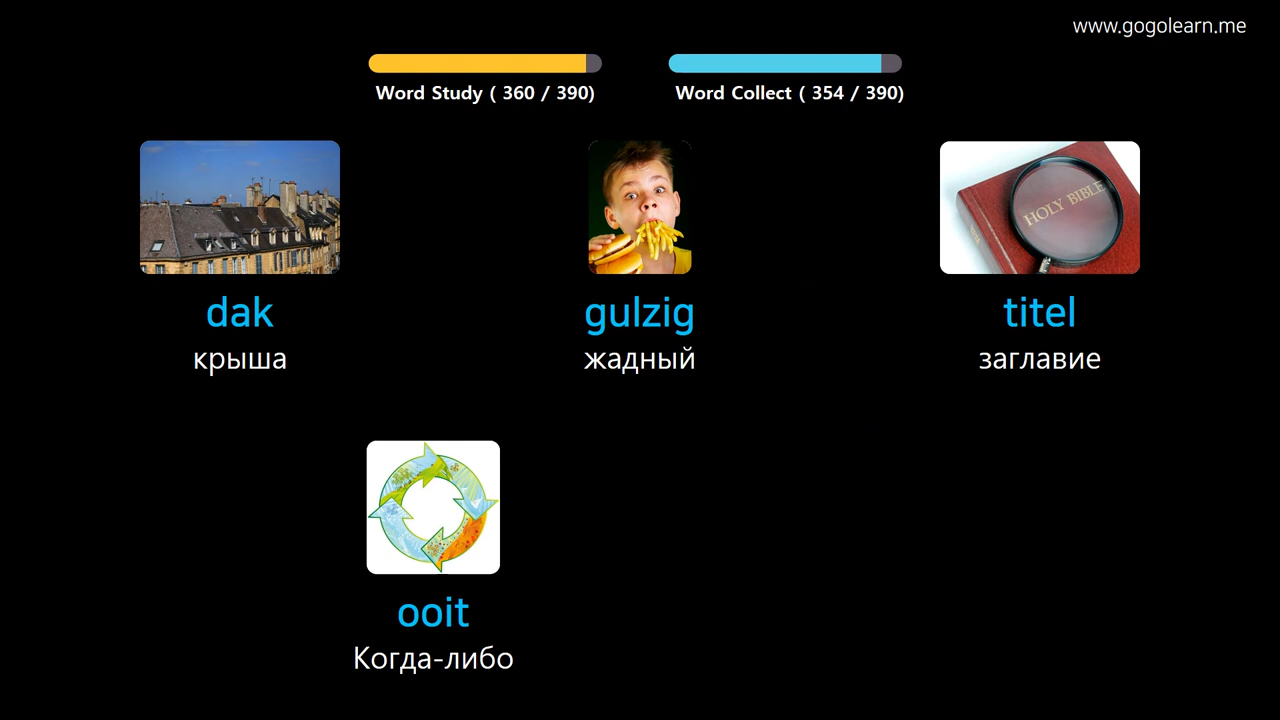 www.gogolearn.me
Word Study ( 360 / 390)
Word Collect ( 354 / 390)
HOLY BIBLE
dak
gulzig
titel
крыша
жадный
заглавие
ooit
Когда-либо